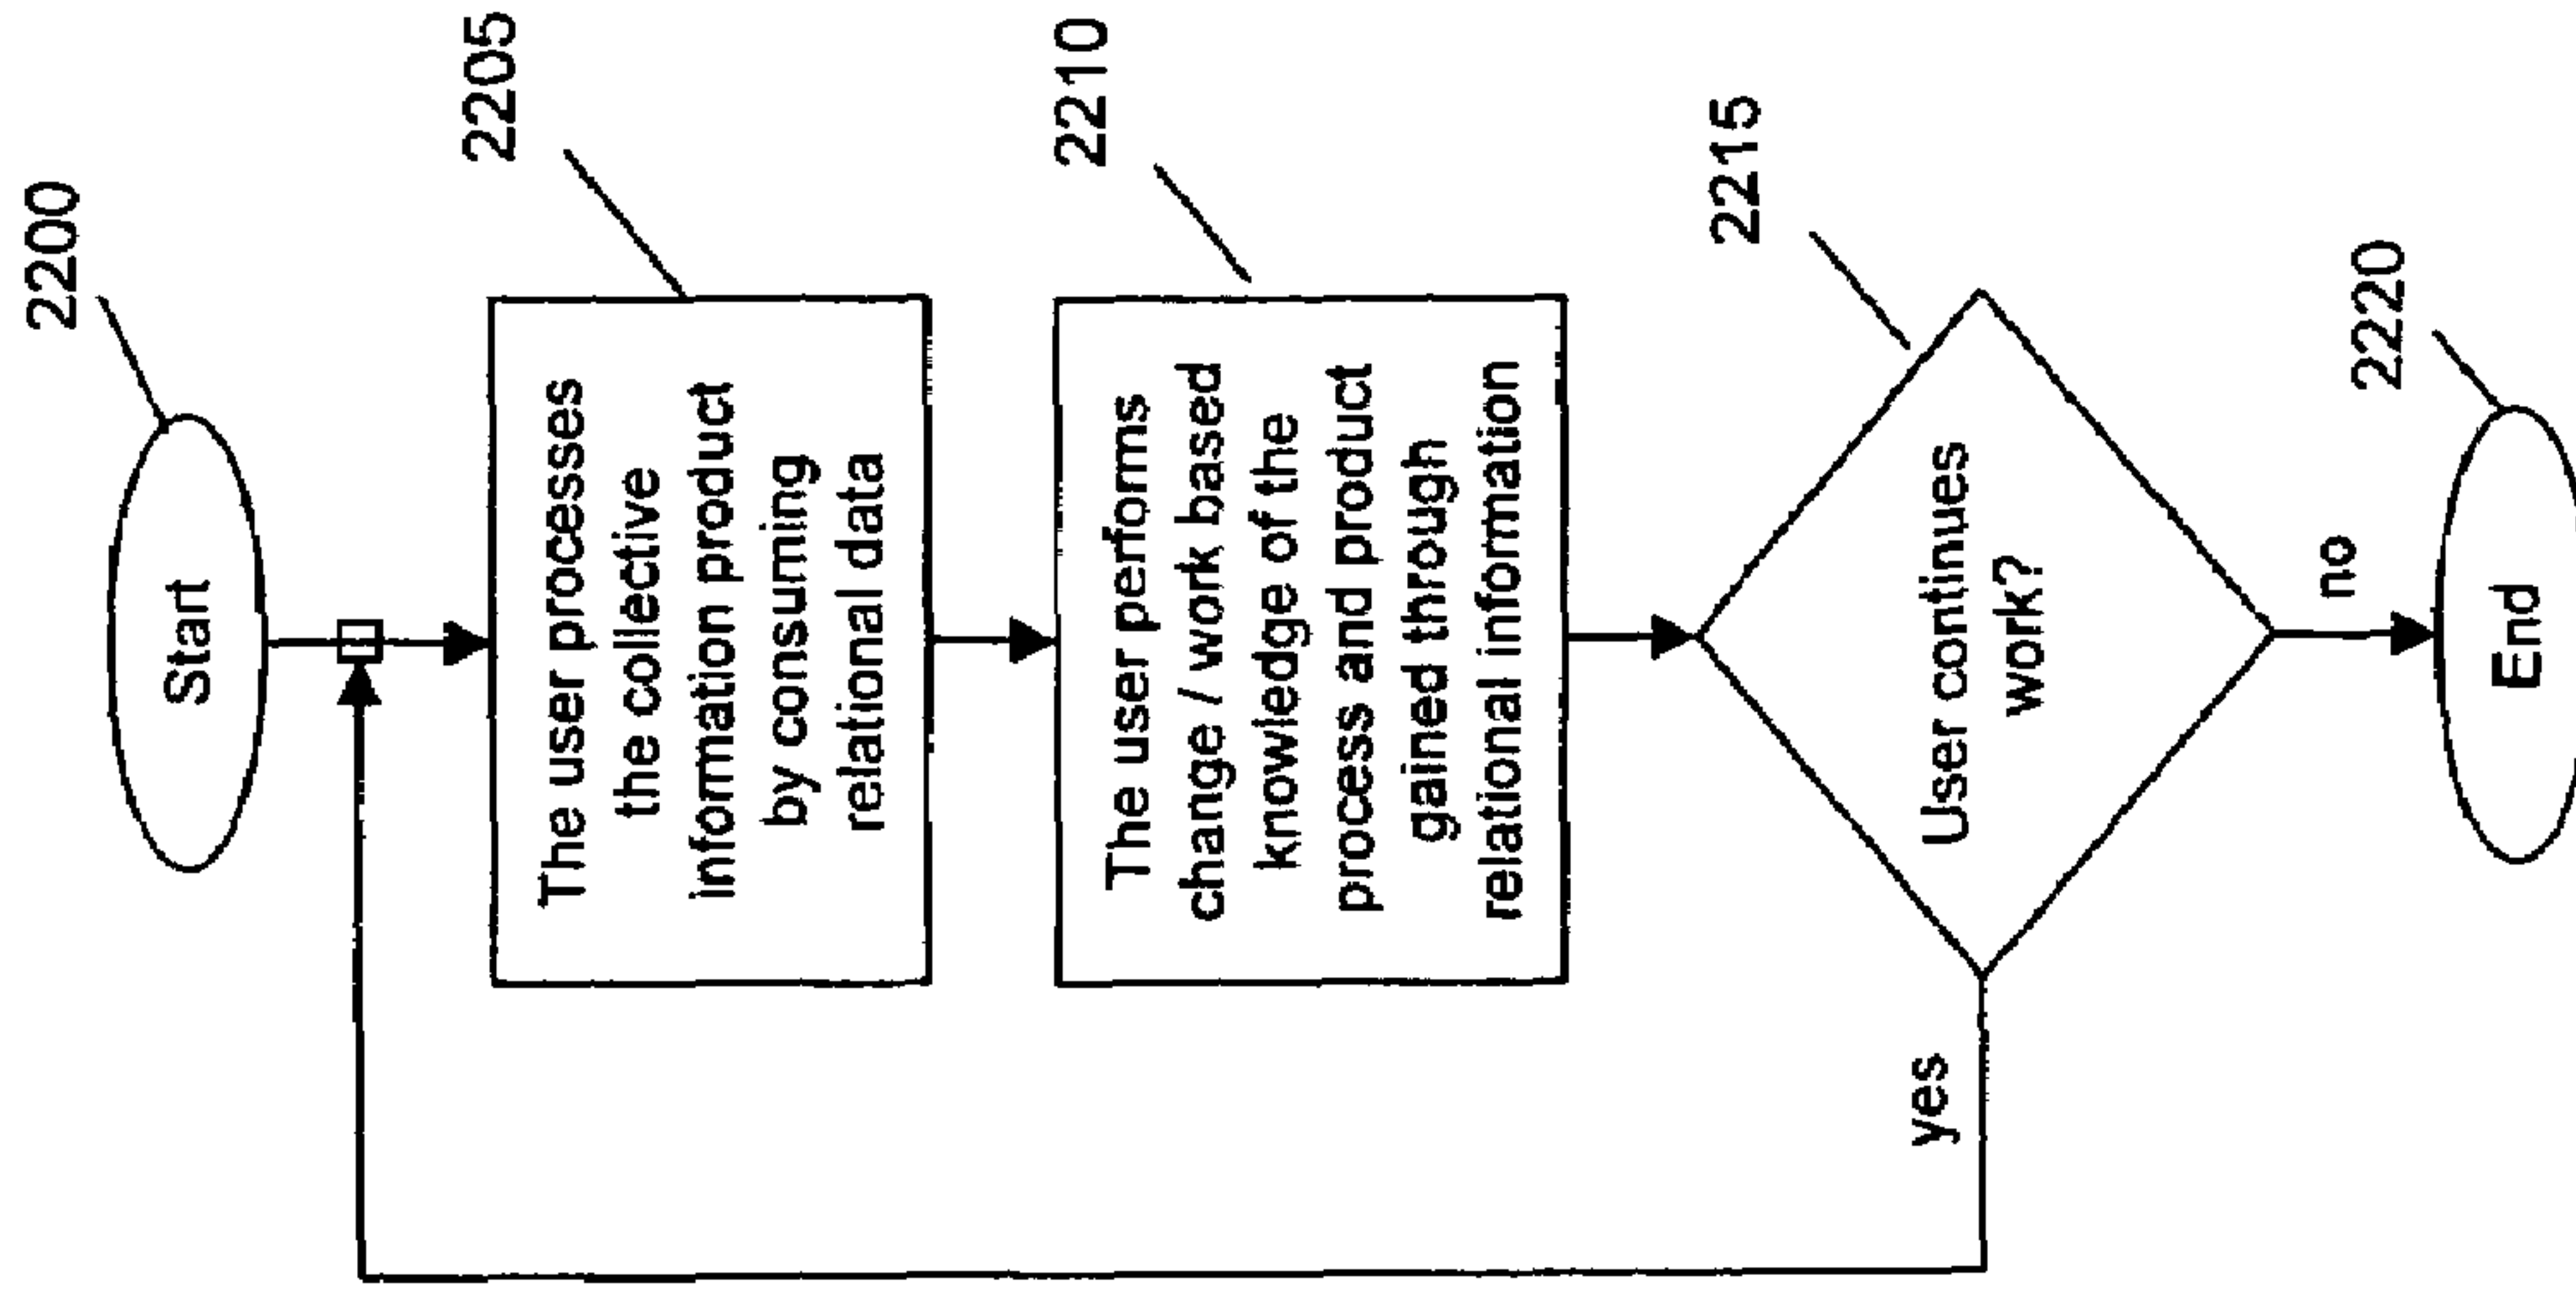 2200
Start
2205
The user processes
the collective
information product
by consuming
relational data
2210
The user performs
change / work based
knowledge of the
process and product
gained through
relational information
2215
User continues
work?
yes
no
2220
End